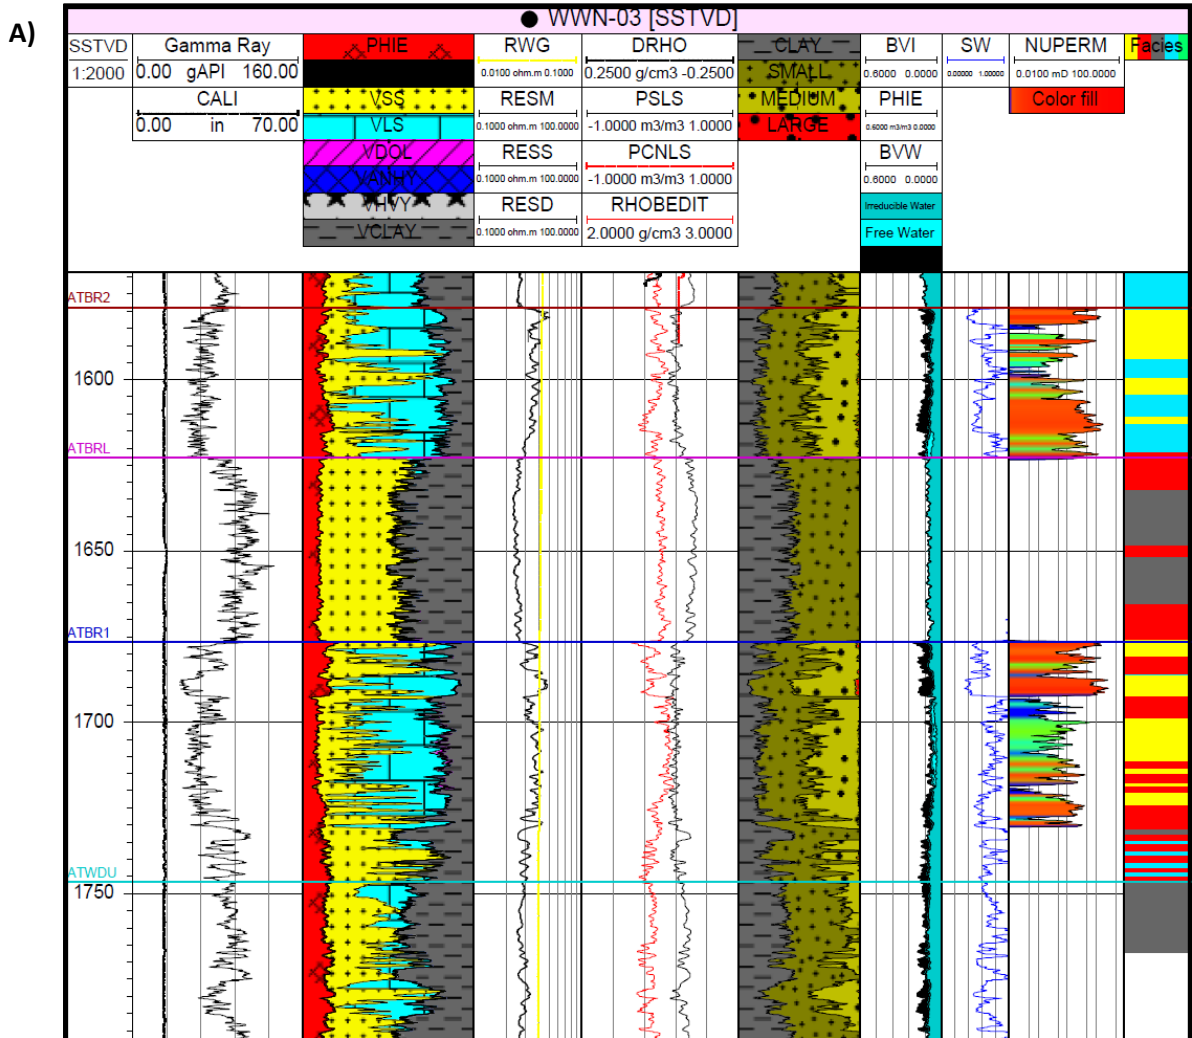 A)
WWN-03 [SSTVD]
SSTVD Gamma Ray PHIE RWG DRHO CLAY BVI SW NUPERM Facies
1:2000 0.00 gAPI 160.00 0.0100 ohm.m 0.1000 0.2500 g/cm3 -0.2500 SMALL 0.6000 0.0000 0.00000 1.00000 0.0100 mD 100.0000
CALI VSS RESM PSLS MEDIUM PHIE Color fill
0.00 in 70.00 VLS 0.1000 ohm.m 100.0000 -1.0000 m3/m3 1.0000 LARGE 0.6000 m3/m3 0.0000
VDOL RESS PCNLS BVW
VANHY 0.1000 ohm.m 100.0000 -1.0000 m3/m3 1.0000 0.6000 0.0000
VHVY RESD RHOBEDIT Irreducible Water
VCLAY 0.1000 ohm.m 100.0000 2.0000 g/cm3 3.0000 Free Water
ATBR2
1600
ATBRL
1650
ATBR1
1700
ATWDU
1750